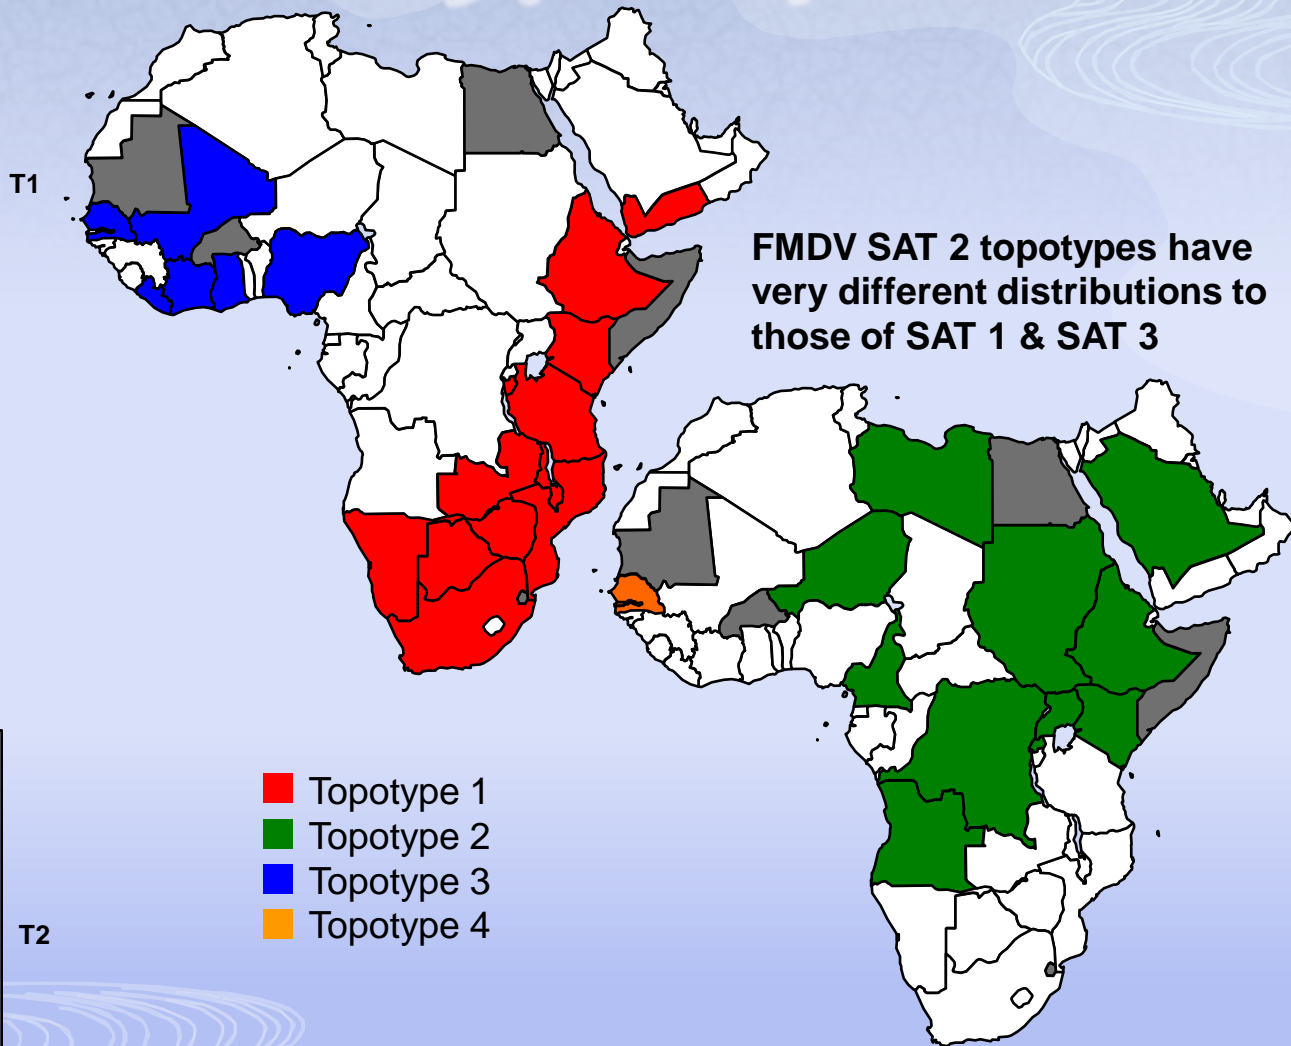 T1
FMDV SAT 2 topotypes have
very different distributions to
those of SAT 1 & SAT 3
Topotype 1
Topotype 2
Topotype 3
Topotype 4
T2